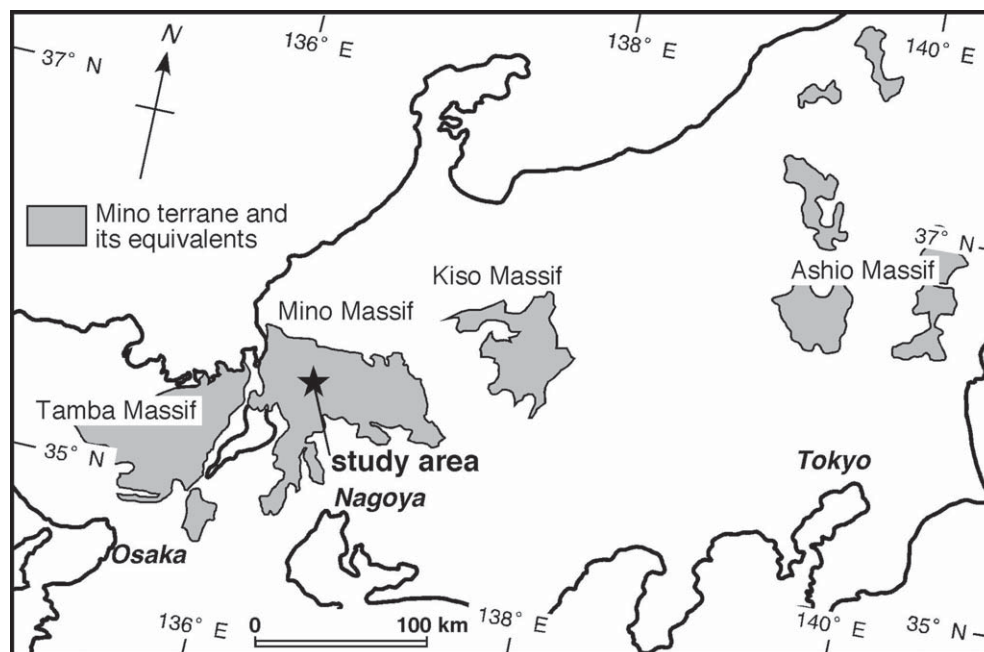 136° E
138° E
140° E
37° N
N
Mino terrane and
its equivalents
37° N
Kiso Massif
Ashio Massif
Mino Massif
Tamba Massif
35° N
study area
Tokyo
Nagoya
Osaka
136° E
0
100 km
138° E
140° E
35° N